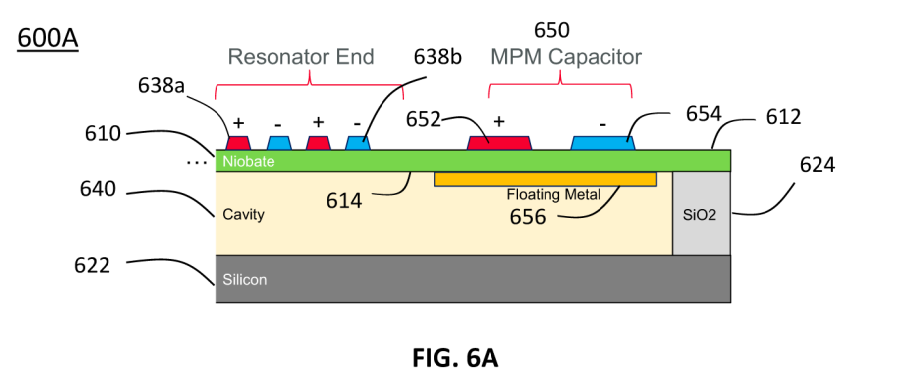 600A
650
Resonator End
638b
MPM Capacitor
638a
+ - + -
652
+
-
654
612
610
...
Niobate
624
640
614
Floating Metal
656
Cavity
SiO2
622
Silicon
FIG. 6A